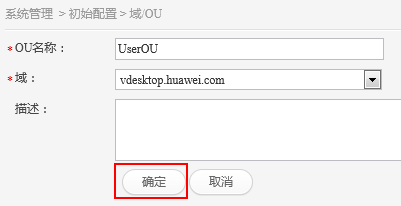 系统管理 > 初始配置 > 域/OU
*OU名称： UserOU
*域： vdesktop.huawei.com
描述：
确定 取消